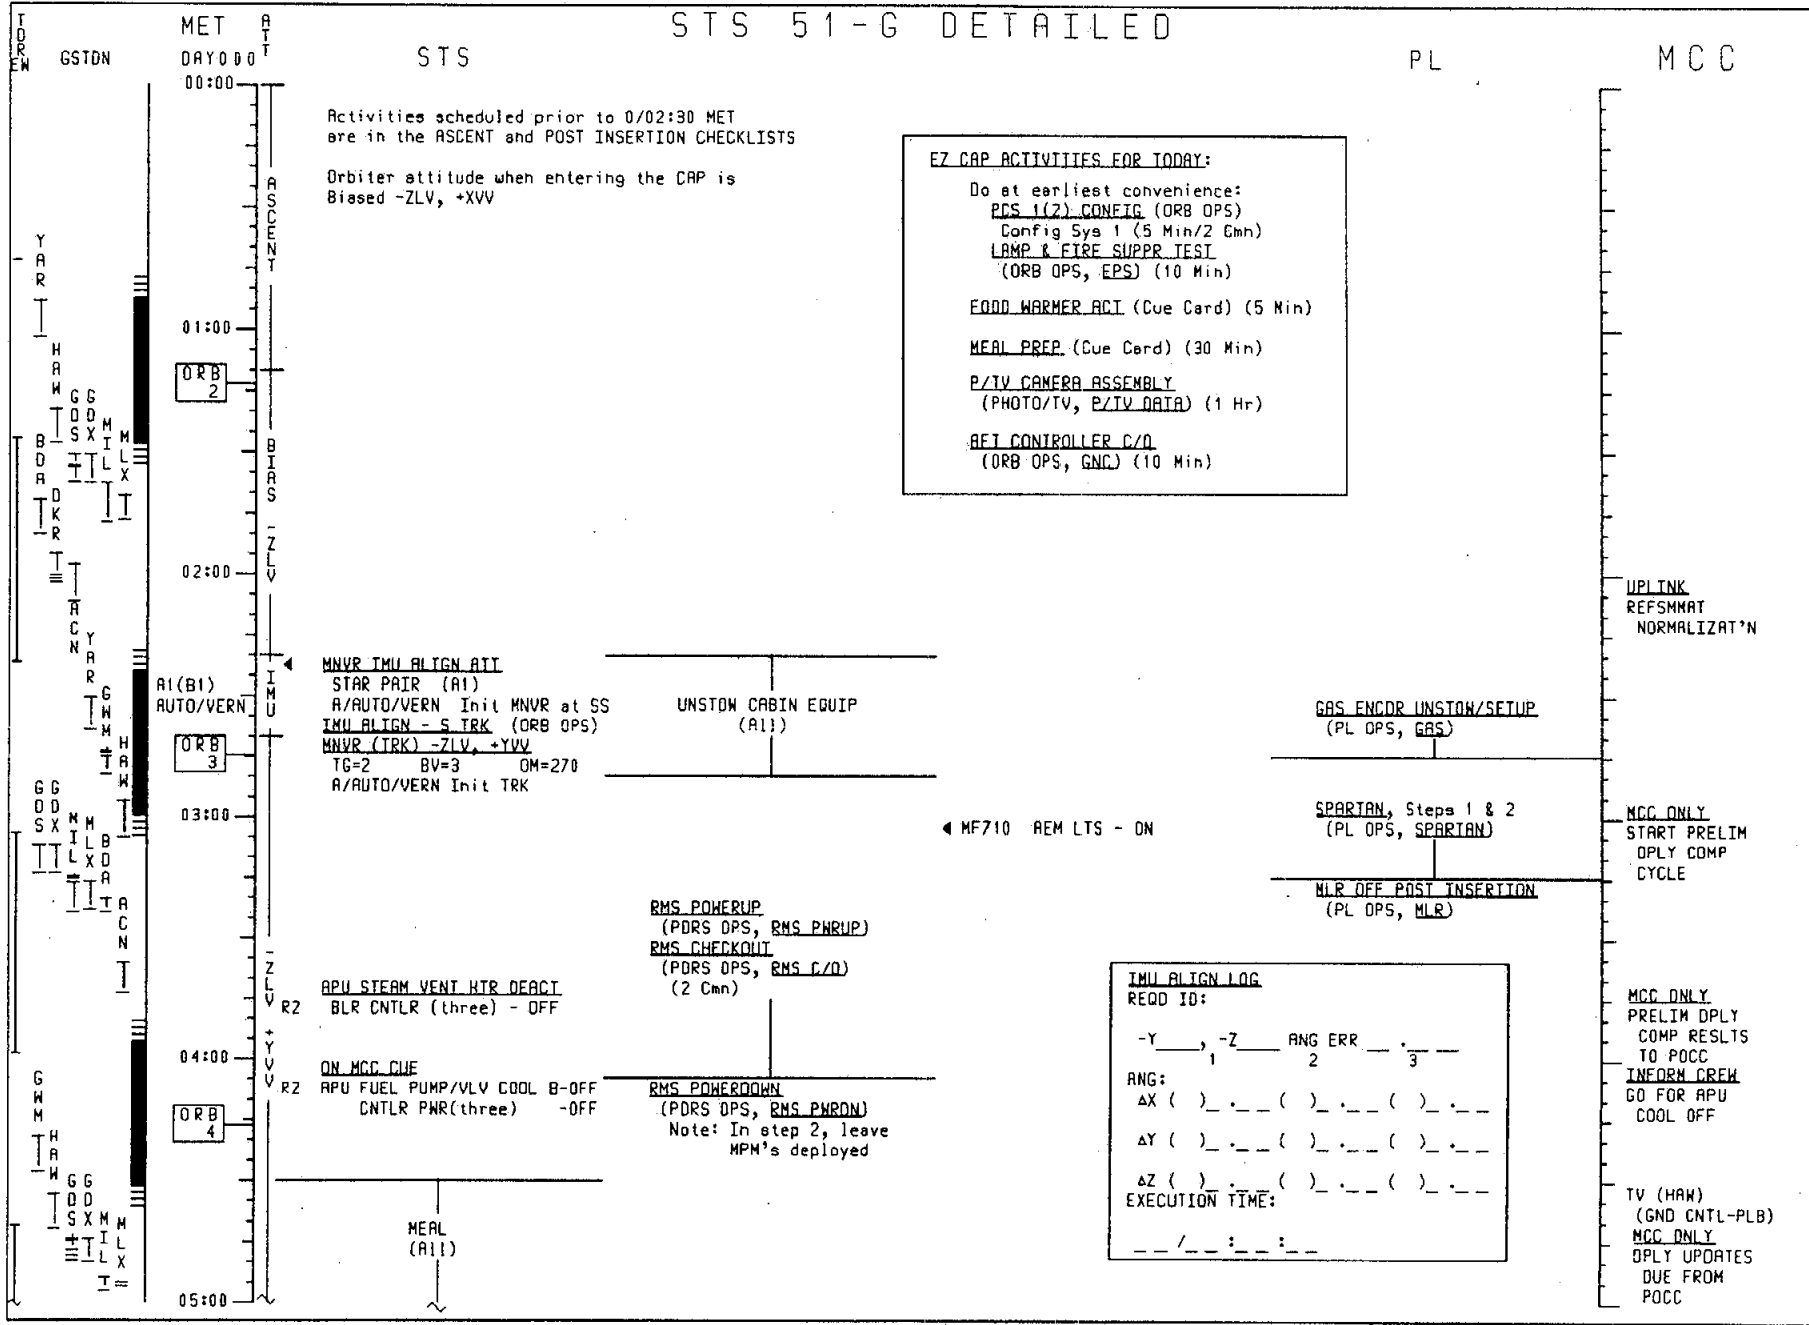 STS 51-G DETAILED
TDRS
EW
GSTDN
MET
DAY 000
ATT
STS
PL
MCC
00:00
01:00
ORB
2
02:00
A1(B1)
AUTO/VERN
ORB
3
03:00
04:00
ORB
4
05:00
ASCENT
BIAS -ZLV
IMU
-ZLV +YVV
YAR
HAW
GDS
GDX
MIL
MLX
BDA
DKR
ACN
YAR
GWM
HAW
GDS
GDX
MIL
MLX
BDA
ACN
GWM
HAW
GDS
GDX
MIL
MLX
Activities scheduled prior to 0/02:30 MET
are in the ASCENT and POST INSERTION CHECKLISTS
Orbiter attitude when entering the CAP is
Biased -ZLV, +XVV
EZ CAP ACTIVITIES FOR TODAY:
Do at earliest convenience:
PCS 1(2) CONFIG (ORB OPS)
Config Sys 1 (5 Min/2 Cmn)
LAMP & FIRE SUPPR TEST
(ORB OPS, EPS) (10 Min)
FOOD WARMER ACT (Cue Card) (5 Min)
MEAL PREP (Cue Card) (30 Min)
P/TV CAMERA ASSEMBLY
(PHOTO/TV, P/TV DATA) (1 Hr)
AFT CONTROLLER C/O
(ORB OPS, GNC) (10 Min)
MNVR IMU ALIGN ATT
STAR PAIR (A1)
A/AUTO/VERN Init MNVR at SS
IMU ALIGN - S TRK (ORB OPS)
MNVR (TRK) -ZLV, +YVV
TG=2 BV=3 OM=270
A/AUTO/VERN Init TRK
UNSTOW CABIN EQUIP
(All)
MF710 AEM LTS - ON
RMS POWERUP
(PDRS OPS, RMS PWRUP)
RMS CHECKOUT
(PDRS OPS, RMS C/O)
(2 Cmn)
APU STEAM VENT HTR DEACT
R2 BLR CNTLR (three) - OFF
ON MCC CUE
R2 APU FUEL PUMP/VLV COOL B-OFF
CNTLR PWR(three) -OFF
RMS POWERDOWN
(PDRS OPS, RMS PWRDN)
Note: In step 2, leave
MPM's deployed
MEAL
(All)
GAS ENCDR UNSTOW/SETUP
(PL OPS, GAS)
SPARTAN, Steps 1 & 2
(PL OPS, SPARTAN)
MLR OFF POST INSERTION
(PL OPS, MLR)
IMU ALIGN LOG
REQD ID:
-Y____, -Z____ ANG ERR __ .__ __
1 2 3
ANG:
ΔX ( )_ ._ _ ( )_ ._ _ ( )_ ._ _
ΔY ( )_ ._ _ ( )_ ._ _ ( )_ ._ _
ΔZ ( )_ ._ _ ( )_ ._ _ ( )_ ._ _
EXECUTION TIME:
_ _ /_ _ :_ _ :_ _
UPLINK
REFSMMAT
NORMALIZAT'N
MCC ONLY
START PRELIM
DPLY COMP
CYCLE
MCC ONLY
PRELIM DPLY
COMP RESLTS
TO POCC
INFORM CREW
GO FOR APU
COOL OFF
TV (HAW)
(GND CNTL-PLB)
MCC ONLY
DPLY UPDATES
DUE FROM
POCC